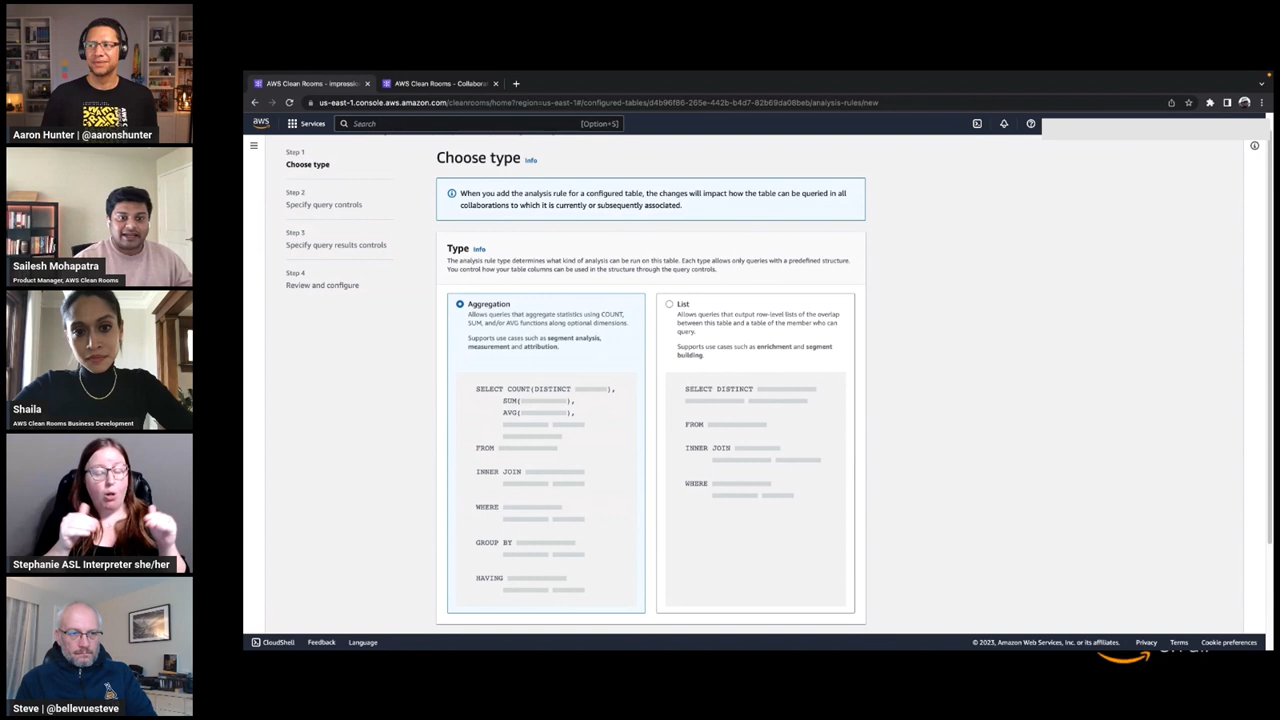 Aaron Hunter | @aaronshunter
Sailesh Mohapatra
Product Manager, AWS Clean Rooms
Shaila
AWS Clean Rooms Business Development
Stephanie ASL Interpreter she/her
Steve | @bellevuesteve
AWS Clean Rooms - impressio
AWS Clean Rooms - Collabora
us-east-1.console.aws.amazon.com/cleanrooms/home?region=us-east-1#/configured-tables/d4b96f86-265e-442b-b4d7-82b69da08beb/analysis-rules/new
aws
Services
Search
[Option+S]
Step 1
Choose type
Step 2
Specify query controls
Step 3
Specify query results controls
Step 4
Review and configure
Choose type Info
When you add the analysis rule for a configured table, the changes will impact how the table can be queried in all
collaborations to which it is currently or subsequently associated.
Type Info
The analysis rule type determines what kind of analysis can be run on this table. Each type allows only queries with a predefined structure.
You control how your table columns can be used in the structure through the query controls.
Aggregation
Allows queries that aggregate statistics using COUNT,
SUM, and/or AVG functions along optional dimensions.
Supports use cases such as segment analysis,
measurement and attribution.
SELECT COUNT(DISTINCT ),
SUM( ),
AVG( ),
FROM
INNER JOIN
WHERE
GROUP BY
HAVING
List
Allows queries that output row-level lists of the overlap
between this table and a table of the member who can
query.
Supports use cases such as enrichment and segment
building.
SELECT DISTINCT
FROM
INNER JOIN
WHERE
CloudShell
Feedback
Language
© 2023, Amazon Web Services, Inc. or its affiliates.
Privacy
Terms
Cookie preferences